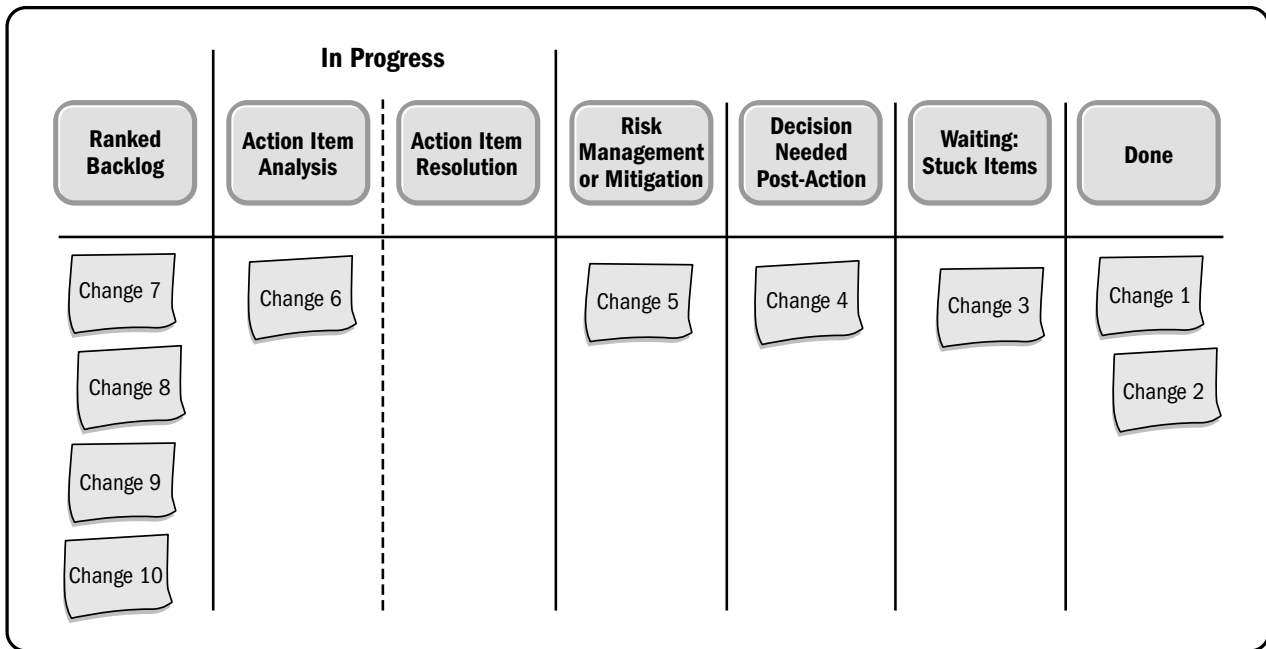 In Progress
Ranked
Backlog
Action Item
Analysis
Action Item
Resolution
Risk
Management
or Mitigation
Decision
Needed
Post-Action
Waiting:
Stuck Items
Done
Change 7
Change 8
Change 9
Change 10
Change 6
Change 5
Change 4
Change 3
Change 1
Change 2